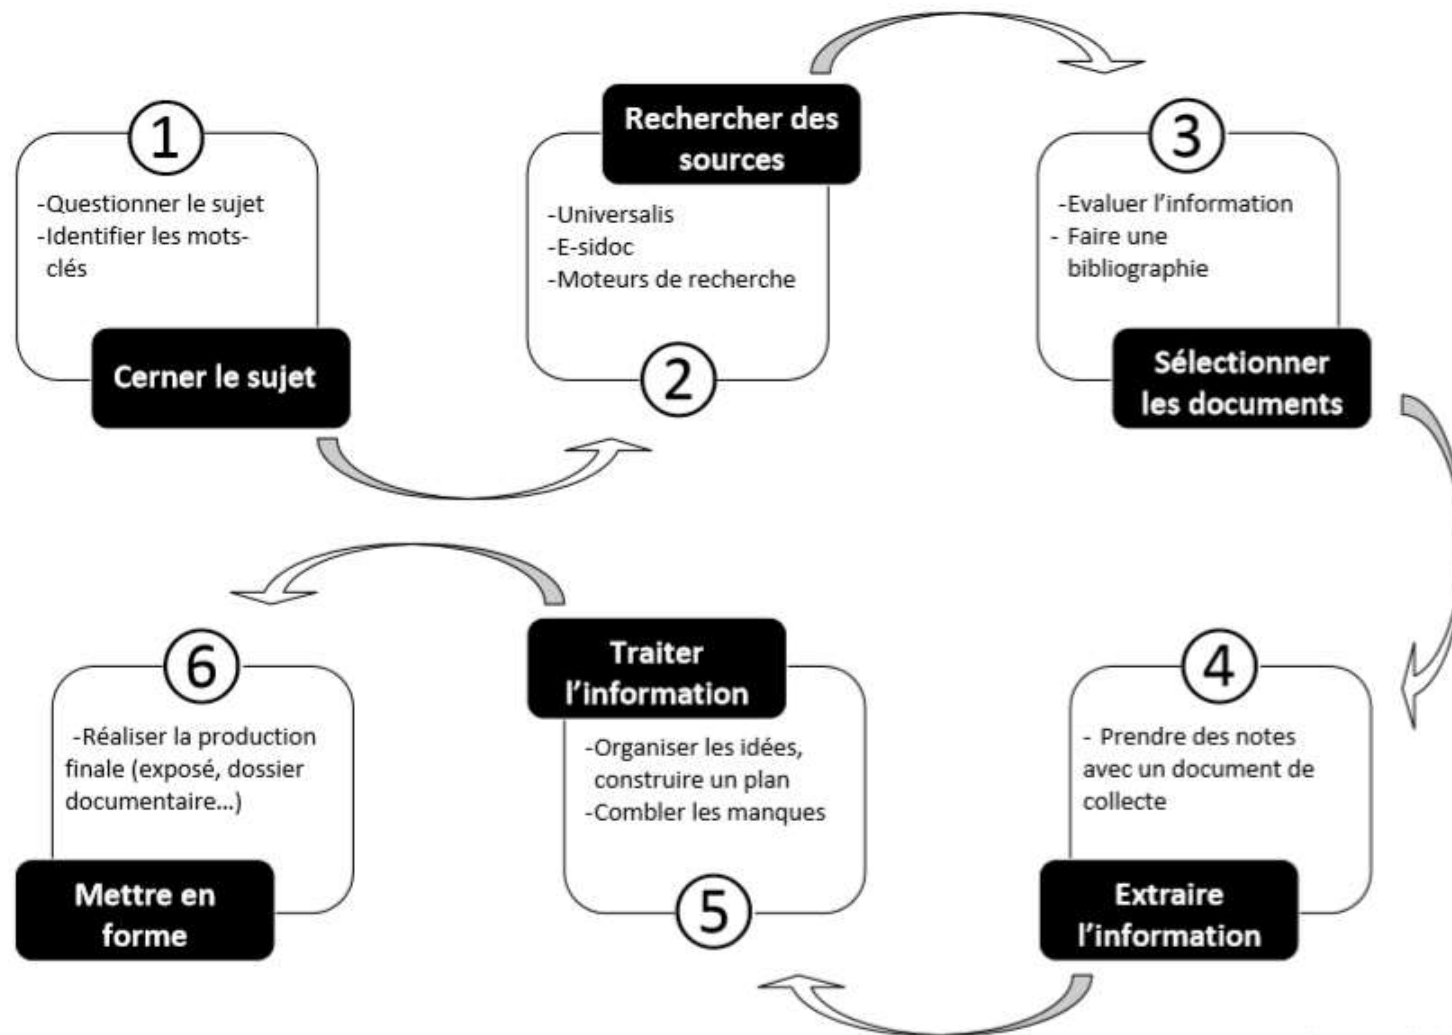 1
-Questionner le sujet
-Identifier les mots-
clés
Cerner le sujet
Rechercher des
sources
-Universalis
-E-sidoc
-Moteurs de recherche
2
3
-Evaluer l’information
- Faire une
bibliographie
Sélectionner
les documents
4
- Prendre des notes
avec un document de
collecte
Extraire
l’information
Traiter
l’information
-Organiser les idées,
construire un plan
-Combler les manques
5
6
-Réaliser la production
finale (exposé, dossier
documentaire…)
Mettre en
forme